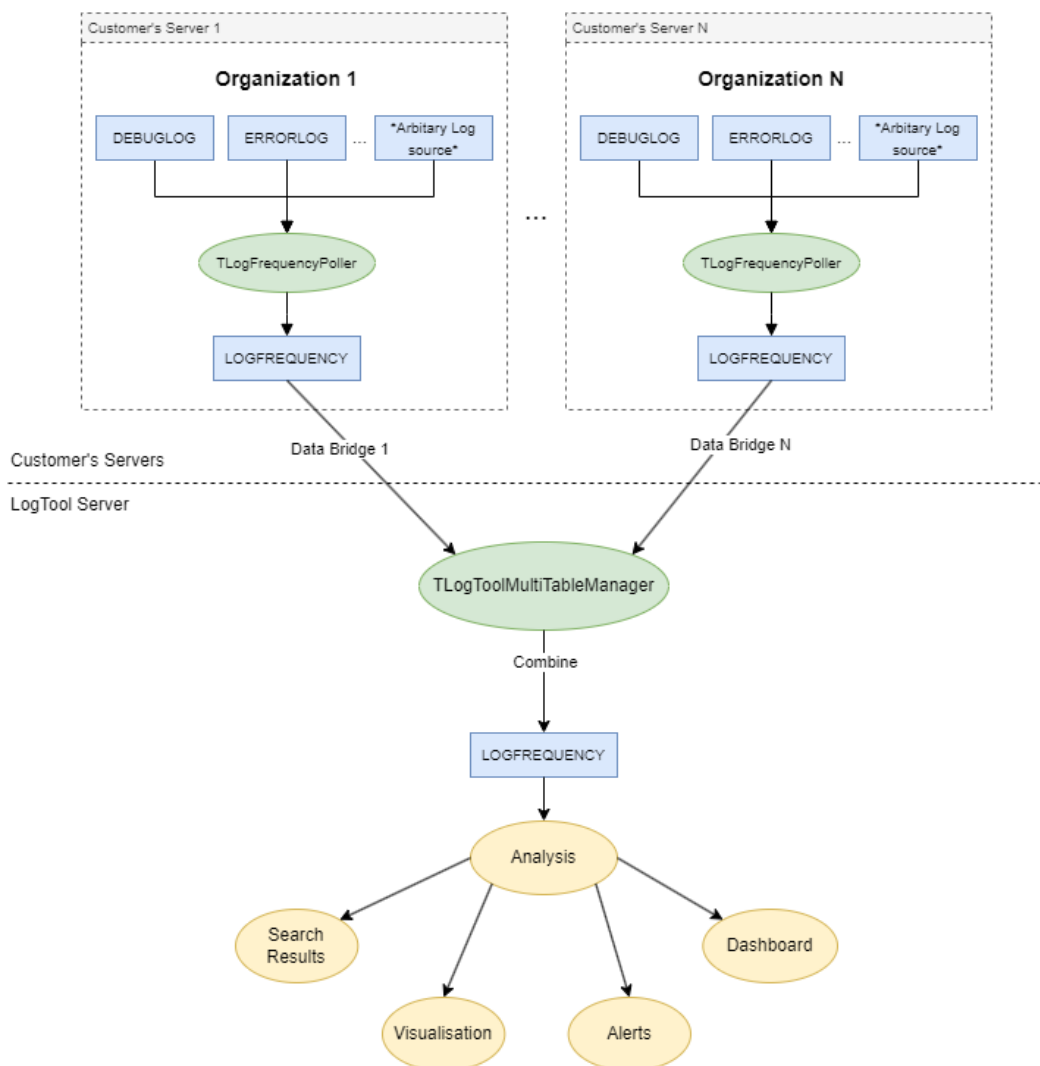 Customer's Server 1
Customer's Server N
Organization 1
Organization N
DEBUGLOG
ERRORLOG
...
*Arbitary Log
source*
DEBUGLOG
ERRORLOG
...
*Arbitary Log
source*
...
TLogFrequencyPoller
TLogFrequencyPoller
LOGFREQUENCY
LOGFREQUENCY
Data Bridge 1
Data Bridge N
Customer's Servers
LogTool Server
TLogToolMultiTableManager
Combine
LOGFREQUENCY
Analysis
Search
Results
Dashboard
Visualisation
Alerts